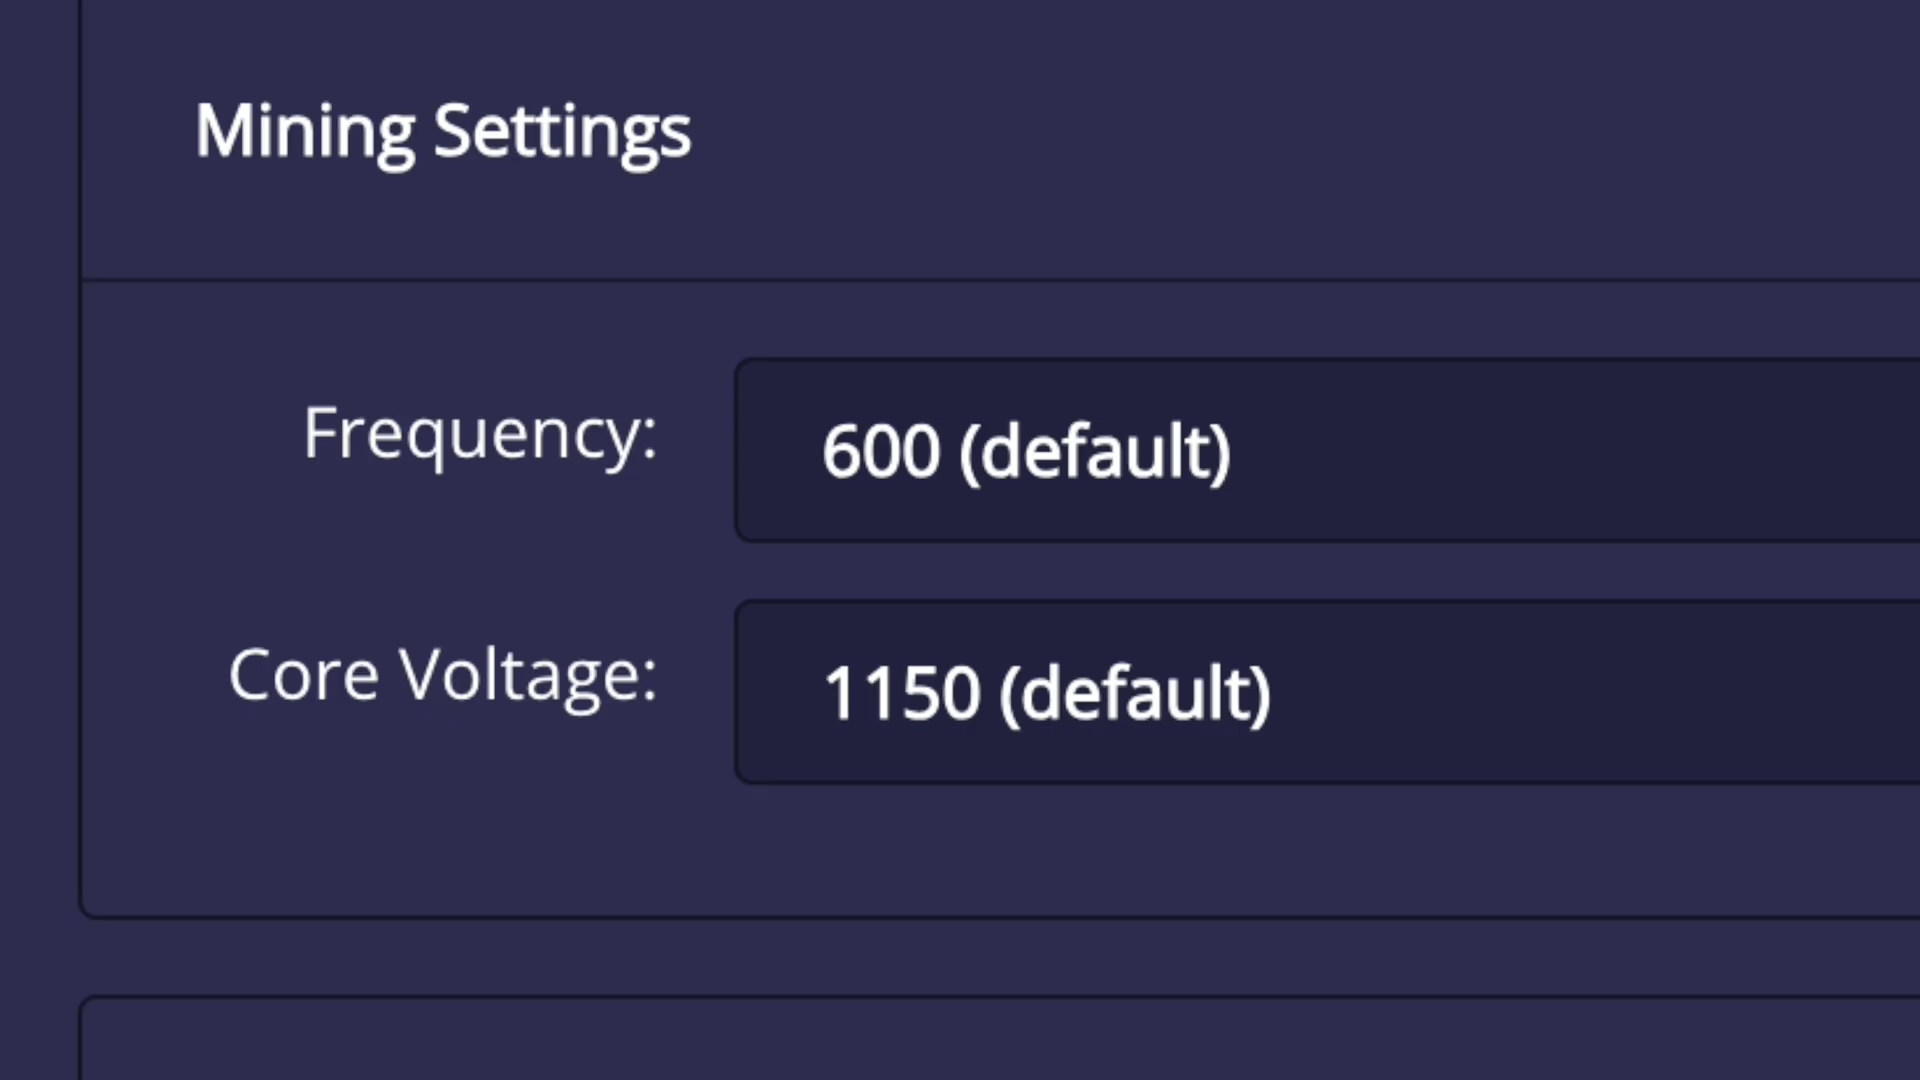 Mining Settings
Frequency: 600 (default)
Core Voltage: 1150 (default)